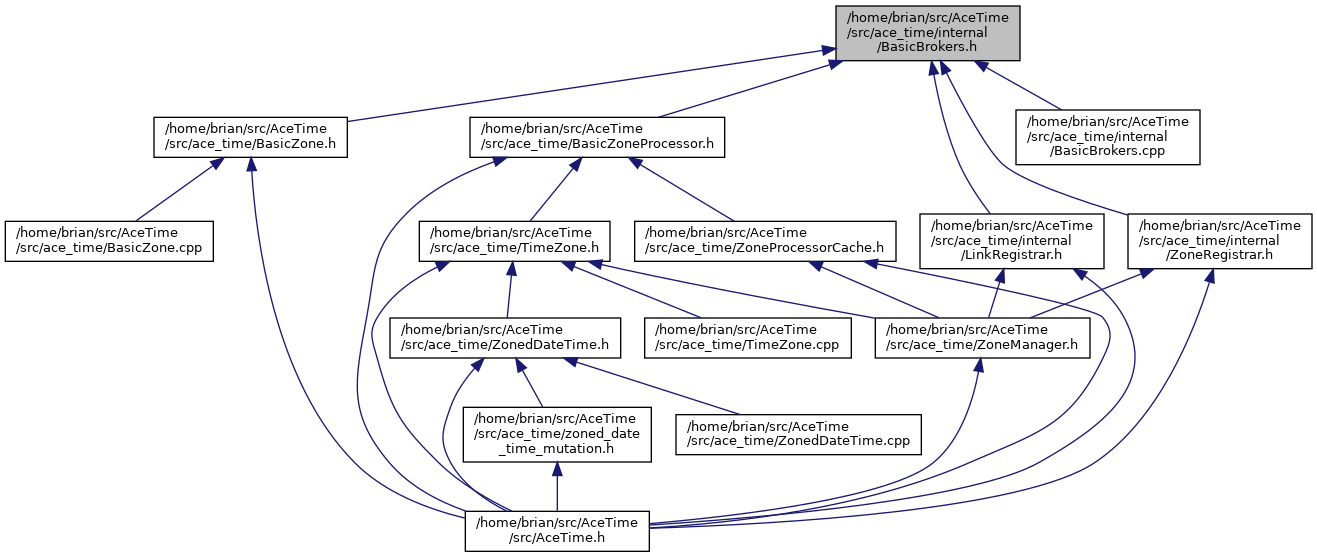 /home/brian/src/AceTime
/src/ace_time/internal
/BasicBrokers.h
/home/brian/src/AceTime
/src/ace_time/BasicZone.h
/home/brian/src/AceTime
/src/ace_time/BasicZoneProcessor.h
/home/brian/src/AceTime
/src/ace_time/internal
/BasicBrokers.cpp
/home/brian/src/AceTime
/src/ace_time/BasicZone.cpp
/home/brian/src/AceTime
/src/ace_time/TimeZone.h
/home/brian/src/AceTime
/src/ace_time/ZoneProcessorCache.h
/home/brian/src/AceTime
/src/ace_time/internal
/LinkRegistrar.h
/home/brian/src/AceTime
/src/ace_time/internal
/ZoneRegistrar.h
/home/brian/src/AceTime
/src/ace_time/ZonedDateTime.h
/home/brian/src/AceTime
/src/ace_time/TimeZone.cpp
/home/brian/src/AceTime
/src/ace_time/ZoneManager.h
/home/brian/src/AceTime
/src/ace_time/zoned_date
_time_mutation.h
/home/brian/src/AceTime
/src/ace_time/ZonedDateTime.cpp
/home/brian/src/AceTime
/src/AceTime.h